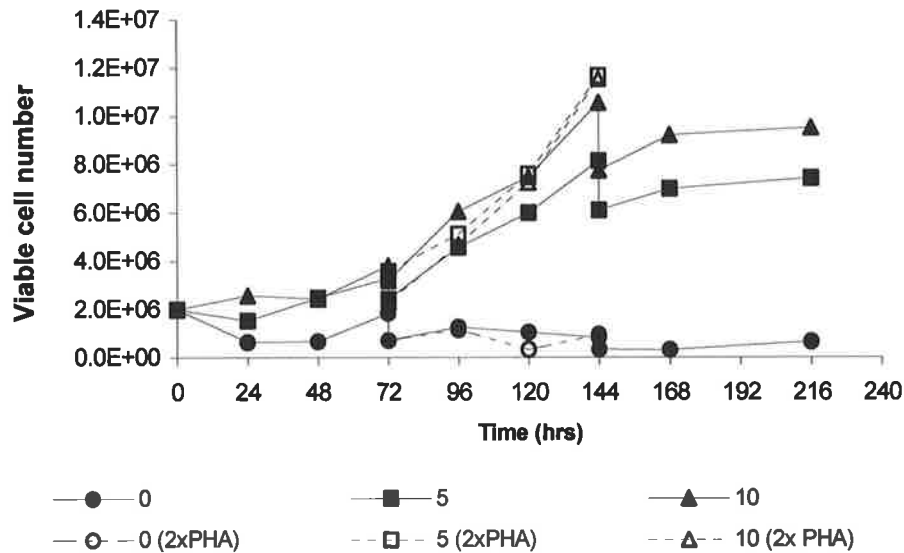 1.4E+07
1.2E+07
1.0E+07
8.0E+06
6.0E+06
4.0E+06
2.0E+06
0.0E+00
Viable cell number
0 24 48 72 96 120 144 168 192 216 240
Time (hrs)
0 5 10
0 (2xPHA) 5 (2xPHA) 10 (2x PHA)